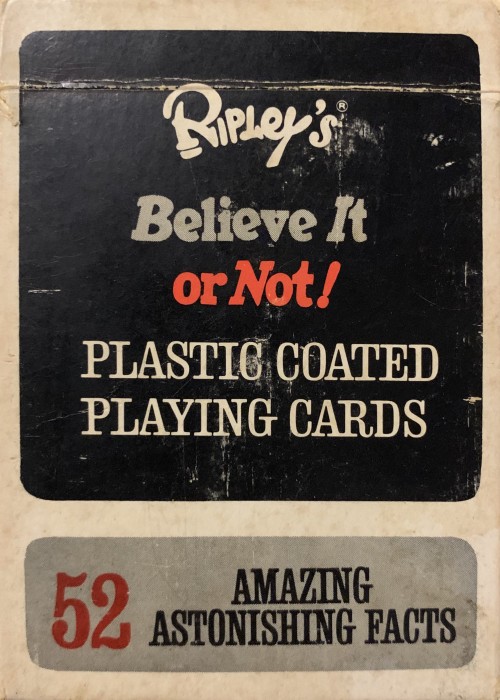 Ripley's®
Believe It
or Not!
PLASTIC COATED
PLAYING CARDS
52 AMAZING
ASTONISHING FACTS